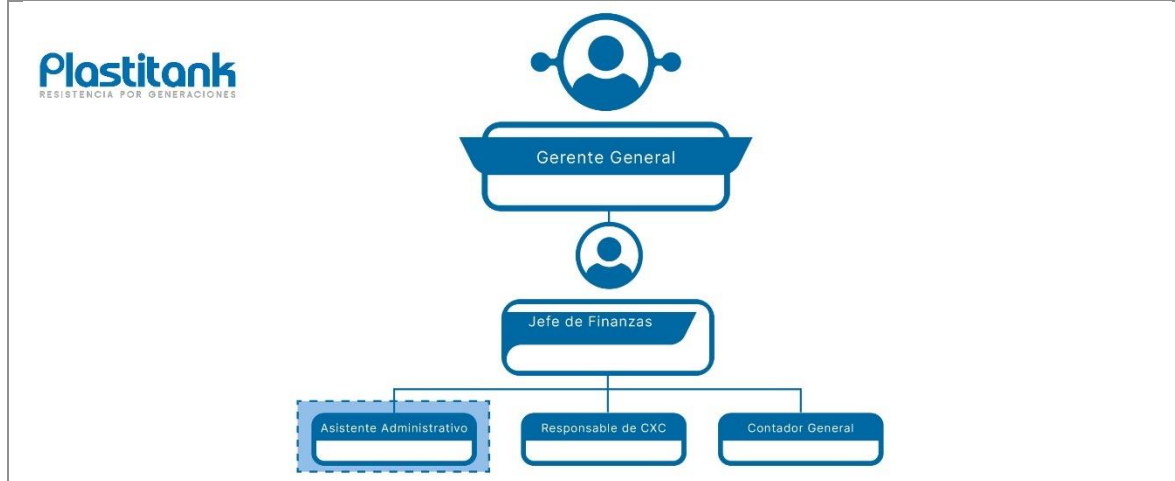 Plastitank
RESISTENCIA POR GENERACIONES
Gerente General
Jefe de Finanzas
Asistente Administrativo
Responsable de CXC
Contador General